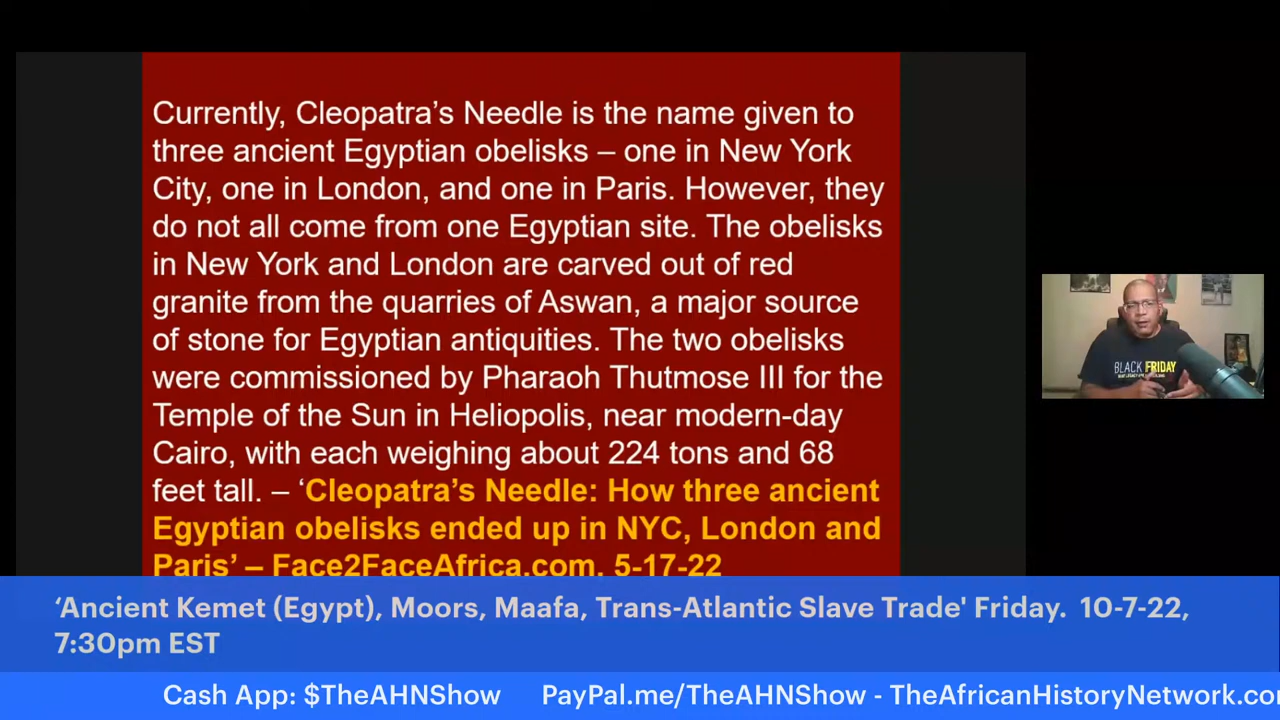 Currently, Cleopatra’s Needle is the name given to
three ancient Egyptian obelisks – one in New York
City, one in London, and one in Paris. However, they
do not all come from one Egyptian site. The obelisks
in New York and London are carved out of red
granite from the quarries of Aswan, a major source
of stone for Egyptian antiquities. The two obelisks
were commissioned by Pharaoh Thutmose III for the
Temple of the Sun in Heliopolis, near modern-day
Cairo, with each weighing about 224 tons and 68
feet tall. – ‘Cleopatra’s Needle: How three ancient
Egyptian obelisks ended up in NYC, London and
Paris’ – Face2FaceAfrica.com, 5-17-22
BLACK FRIDAY
‘Ancient Kemet (Egypt), Moors, Maafa, Trans-Atlantic Slave Trade' Friday. 10-7-22,
7:30pm EST
Cash App: $TheAHNShow PayPal.me/TheAHNShow - TheAfricanHistoryNetwork.co